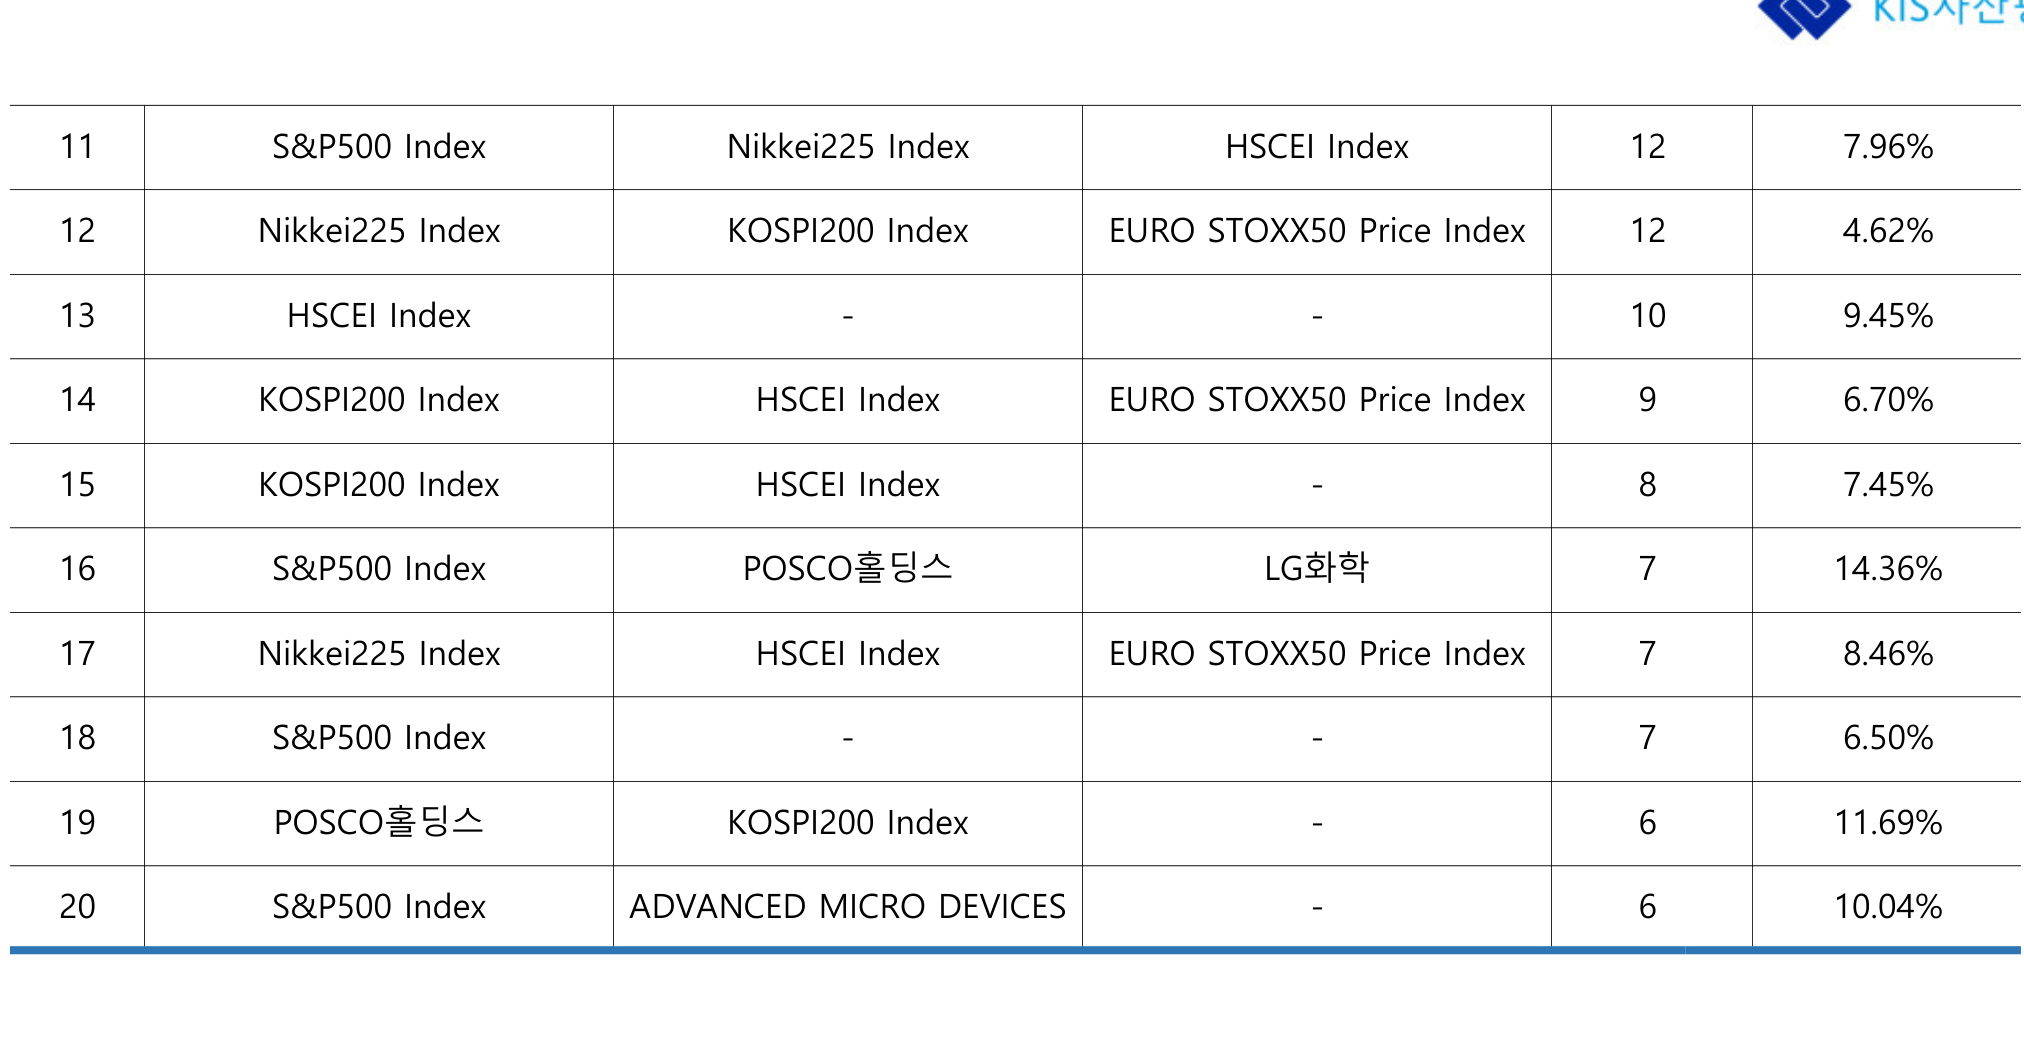 KIS자산
11 S&P500 Index Nikkei225 Index HSCEI Index 12 7.96%
12 Nikkei225 Index KOSPI200 Index EURO STOXX50 Price Index 12 4.62%
13 HSCEI Index - - 10 9.45%
14 KOSPI200 Index HSCEI Index EURO STOXX50 Price Index 9 6.70%
15 KOSPI200 Index HSCEI Index - 8 7.45%
16 S&P500 Index POSCO홀딩스 LG화학 7 14.36%
17 Nikkei225 Index HSCEI Index EURO STOXX50 Price Index 7 8.46%
18 S&P500 Index - - 7 6.50%
19 POSCO홀딩스 KOSPI200 Index - 6 11.69%
20 S&P500 Index ADVANCED MICRO DEVICES - 6 10.04%